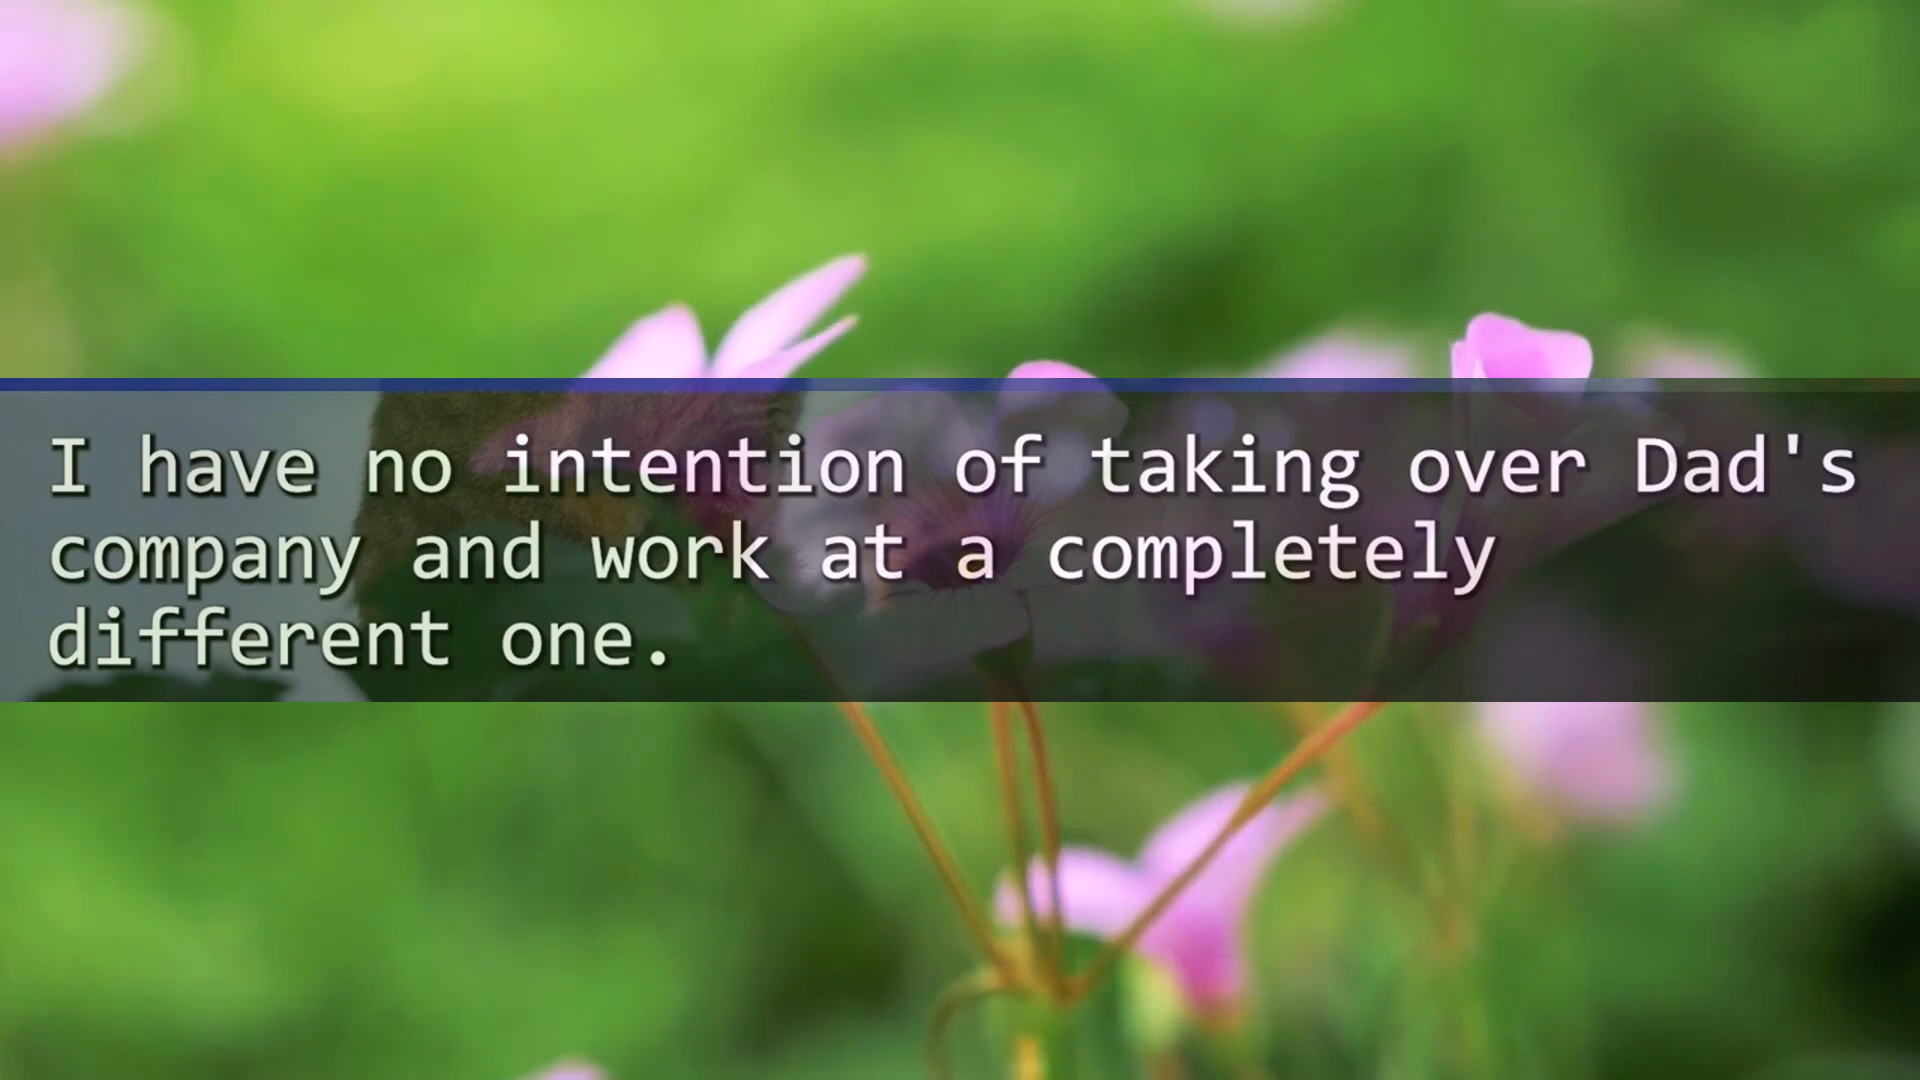 I have no intention of taking over Dad's
company and work at a completely
different one.